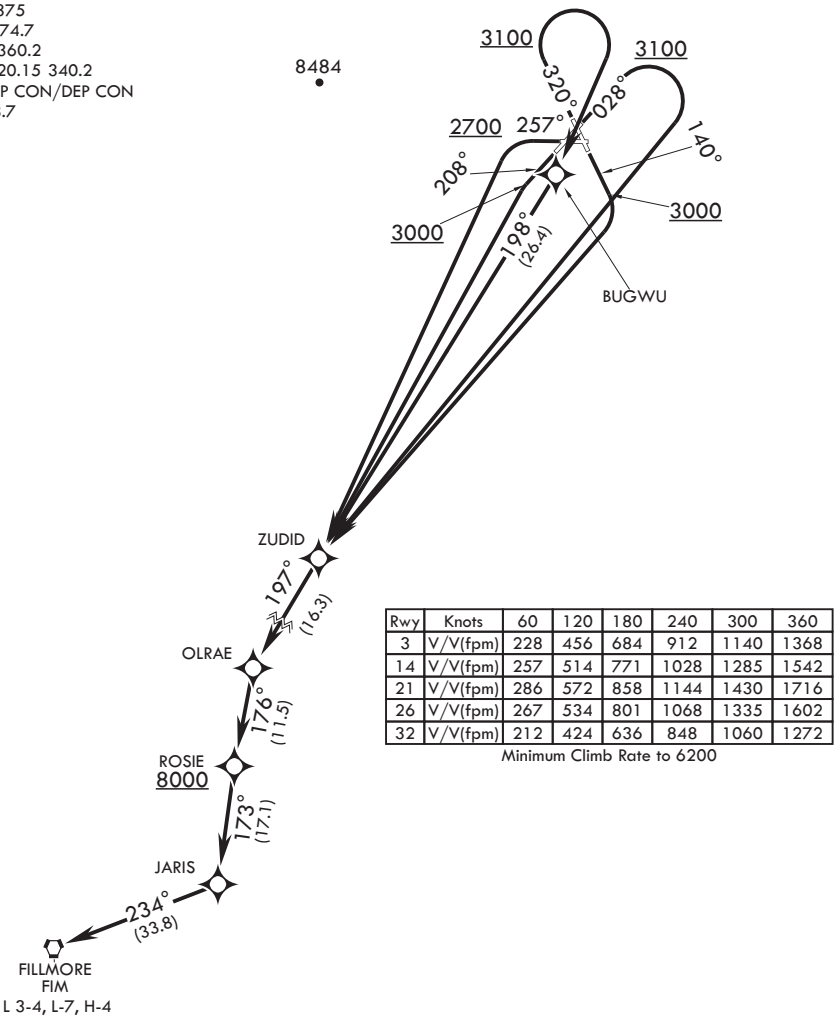 74.7
360.2
20.15 340.2
P CON/DEP CON
8484
3100
3100
320°
028°
2700
257°
140°
208°
3000
3000
198°
(26.4)
BUGWU
ZUDID
197°
(16.3)
OLRAE
176°
(11.5)
ROSIE
8000
173°
(17.1)
JARIS
234°
(33.8)
FILLMORE
FIM
L 3-4, L-7, H-4
Rwy Knots 60 120 180 240 300 360
3 V/V(fpm) 228 456 684 912 1140 1368
14 V/V(fpm) 257 514 771 1028 1285 1542
21 V/V(fpm) 286 572 858 1144 1430 1716
26 V/V(fpm) 267 534 801 1068 1335 1602
32 V/V(fpm) 212 424 636 848 1060 1272
Minimum Climb Rate to 6200